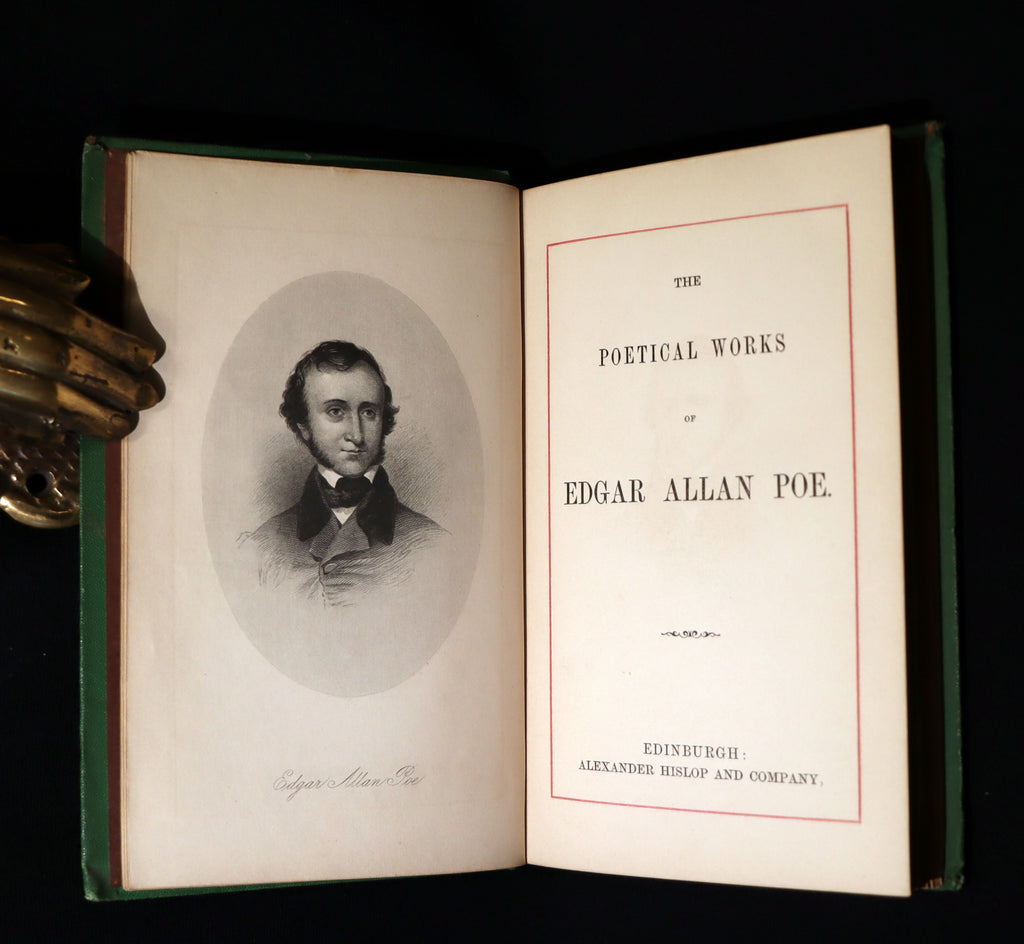 Edgar Allan Poe
THE
POETICAL WORKS
OF
EDGAR ALLAN POE.
EDINBURGH:
ALEXANDER HISLOP AND COMPANY.